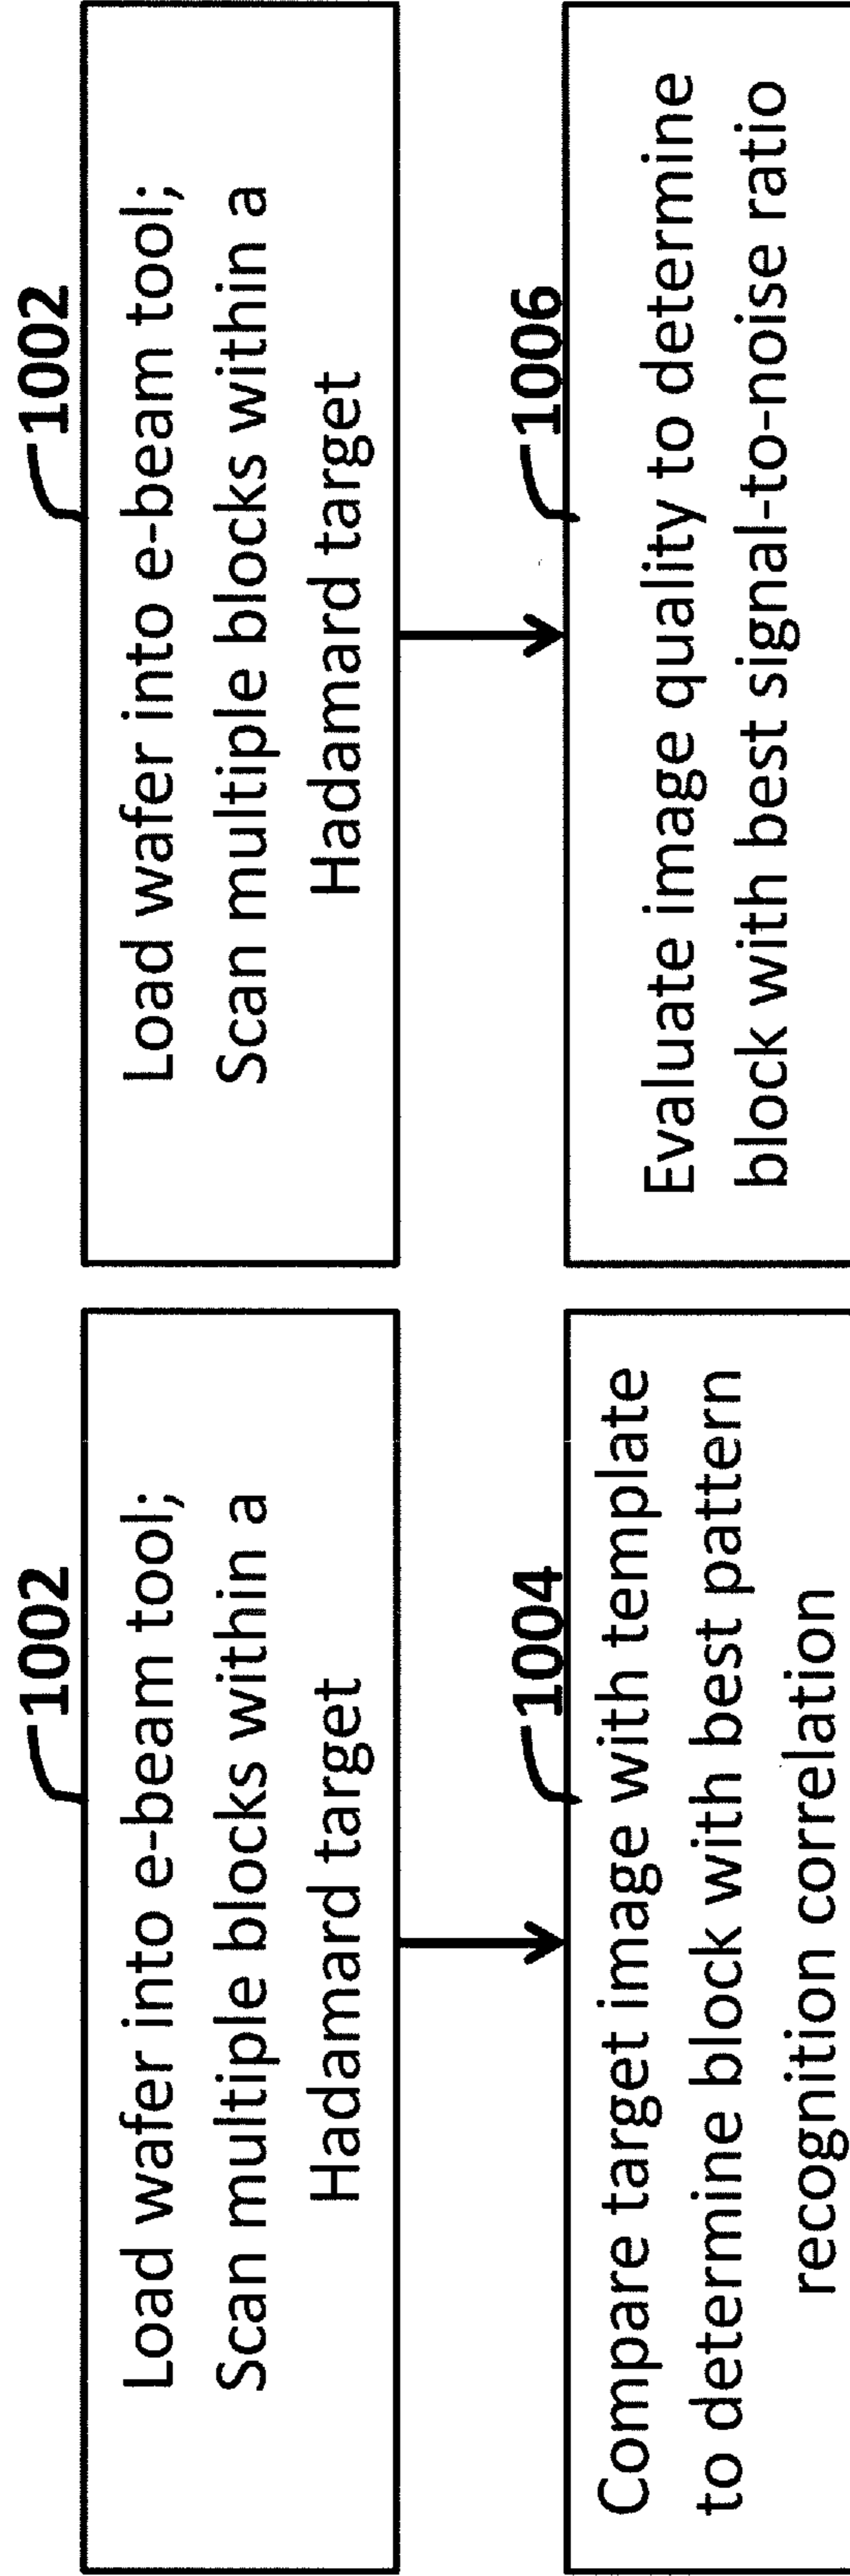 1002
Load wafer into e-beam tool;
Scan multiple blocks within a
Hadamard target
1004
Compare target image with template
to determine block with best pattern
recognition correlation
1002
Load wafer into e-beam tool;
Scan multiple blocks within a
Hadamard target
1006
Evaluate image quality to determine
block with best signal-to-noise ratio